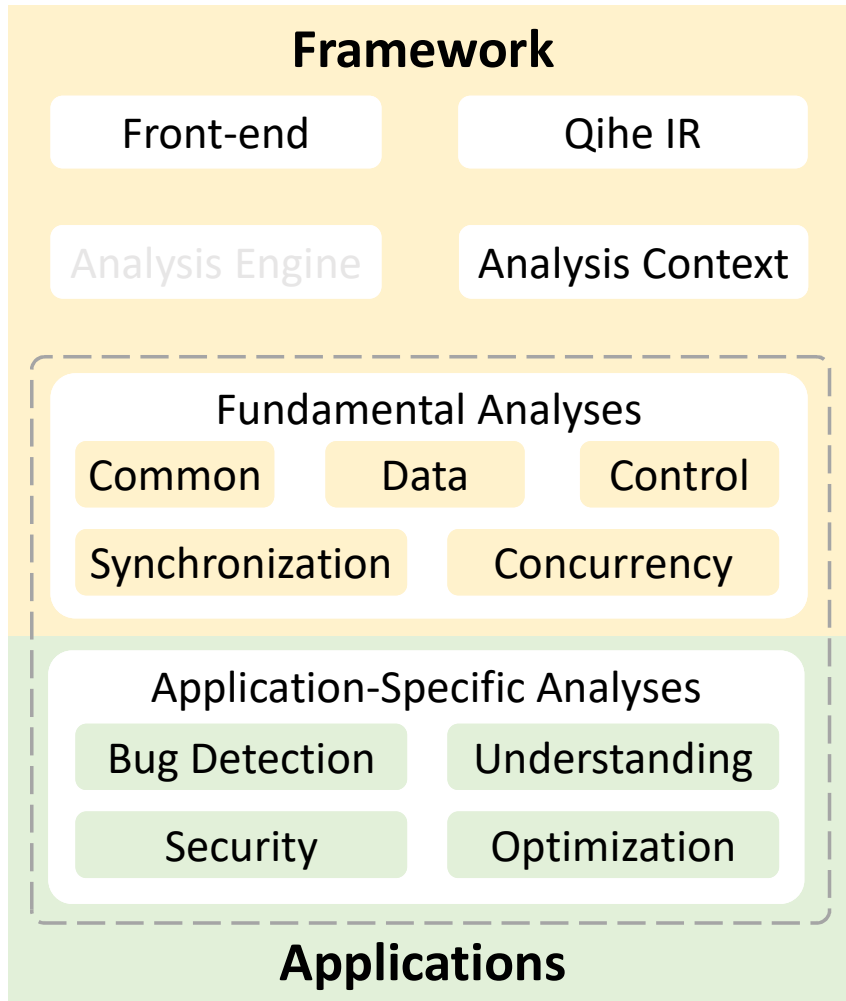 Framework
Front-end
Qihe IR
Analysis Engine
Analysis Context
Fundamental Analyses
Common
Data
Control
Synchronization
Concurrency
Application-Specific Analyses
Bug Detection
Understanding
Security
Optimization
Applications